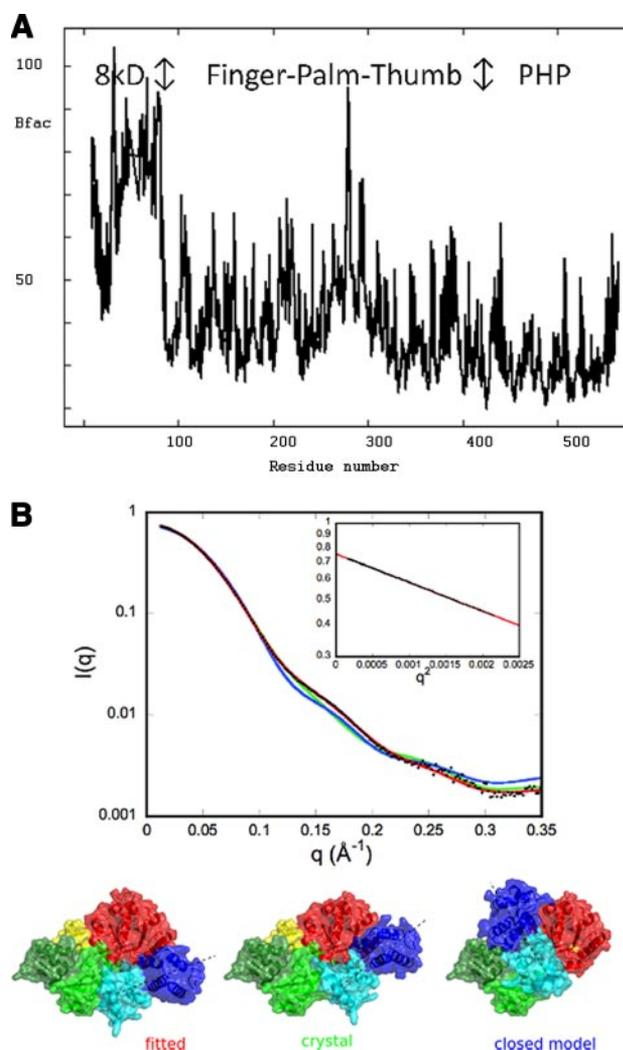 A
100
8kD ↕ Finger-Palm-Thumb ↕ PHP
Bfac
50
100 200 300 400 500
Residue number
B
1
0.1
0.01
0.001
I(q)
0 0.05 0.1 0.15 0.2 0.25 0.3 0.35
q (Å⁻¹)
1
0.9
0.8
0.7
0.6
0.5
0.4
0.3
0 0.0005 0.001 0.0015 0.002 0.0025
q²
fitted crystal closed model